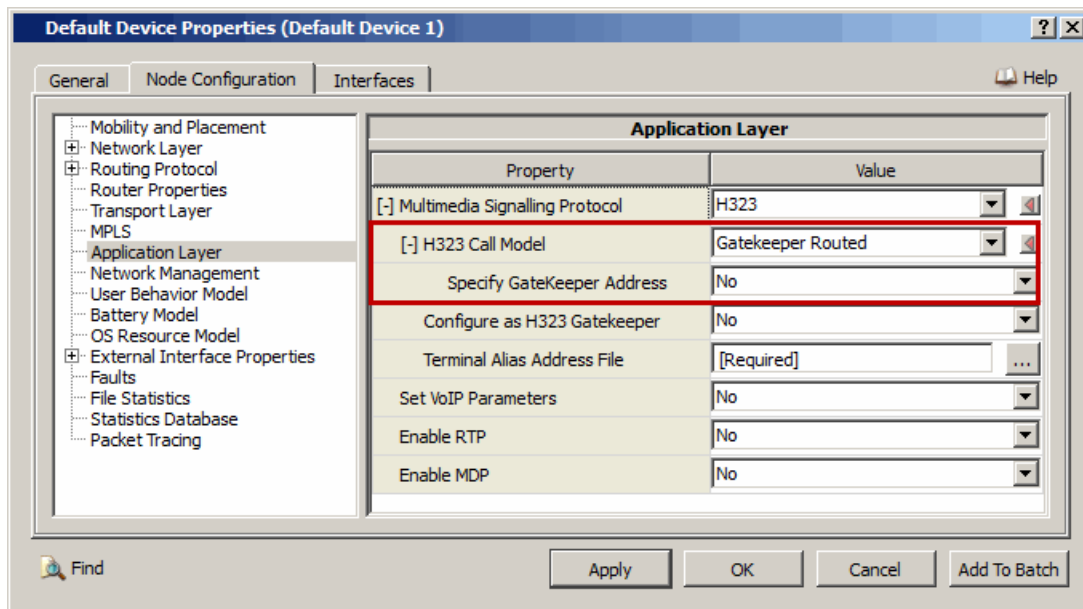 Default Device Properties (Default Device 1)
? X
General Node Configuration Interfaces Help
Mobility and Placement
Network Layer
Routing Protocol
Router Properties
Transport Layer
MPLS
Application Layer
Network Management
User Behavior Model
Battery Model
OS Resource Model
External Interface Properties
Faults
File Statistics
Statistics Database
Packet Tracing
Application Layer
Property Value
[-] Multimedia Signalling Protocol H323
[-] H323 Call Model Gatekeeper Routed
Specify GateKeeper Address No
Configure as H323 Gatekeeper No
Terminal Alias Address File [Required] ...
Set VoIP Parameters No
Enable RTP No
Enable MDP No
Find Apply OK Cancel Add To Batch